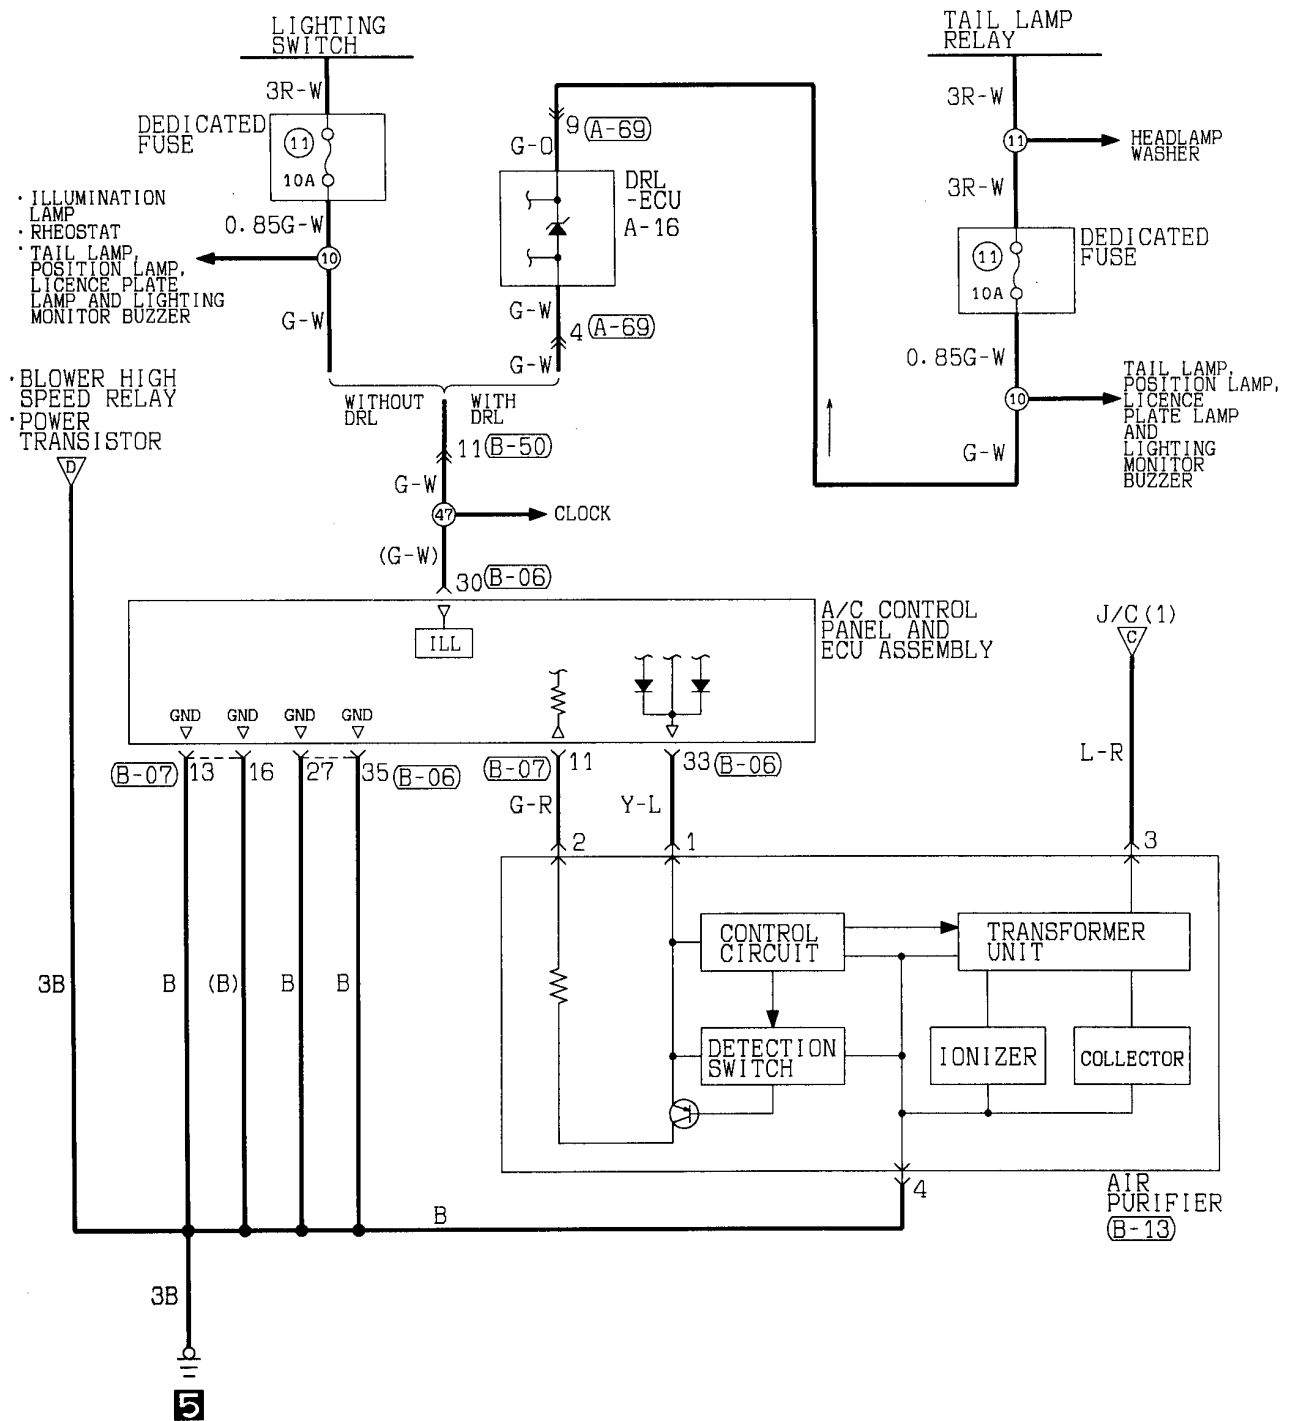 LIGHTING
SWITCH
TAIL LAMP
RELAY
3R-W
3R-W
DEDICATED
FUSE
11
10A
9 (A-69)
G-O
11
HEADLAMP
WASHER
3R-W
DRL
-ECU
A-16
· ILLUMINATION
LAMP
· RHEOSTAT
· TAIL LAMP,
POSITION LAMP,
LICENCE PLATE
LAMP AND LIGHTING
MONITOR BUZZER
0.85G-W
10
G-W
DEDICATED
FUSE
11
10A
G-W
4 (A-69)
G-W
0.85G-W
10
TAIL LAMP,
POSITION LAMP,
LICENCE
PLATE LAMP
AND
LIGHTING
MONITOR
BUZZER
G-W
· BLOWER HIGH
SPEED RELAY
· POWER
TRANSISTOR
D
WITHOUT
DRL
WITH
DRL
11 (B-50)
G-W
47
CLOCK
(G-W)
30 (B-06)
ILL
A/C CONTROL
PANEL AND
ECU ASSEMBLY
J/C(1)
C
GND GND GND GND
(B-07) 13 16 27 35 (B-06)
(B-07) 11 33 (B-06)
L-R
G-R Y-L
2 1 3
CONTROL
CIRCUIT
TRANSFORMER
UNIT
3B B (B) B B
DETECTION
SWITCH
IONIZER
COLLECTOR
4
AIR
PURIFIER
(B-13)
B
3B
5